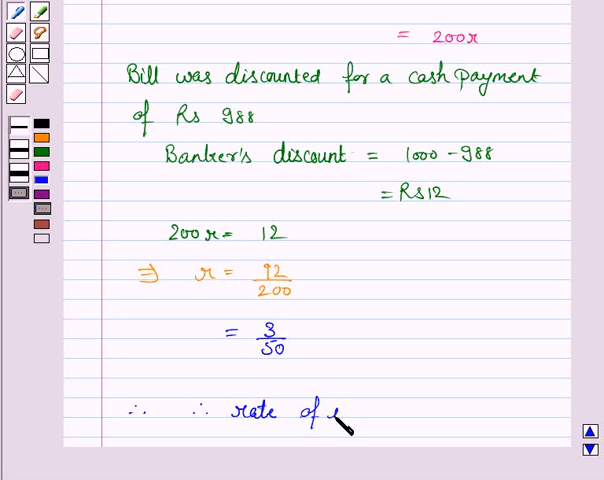 = 200r
Bill was discounted for a cash payment
of Rs 988
Banker's discount = 1000 - 988
= Rs 12
200 r = 12
⇒ r = 12/200
= 3/50
∴ ∴ rate of